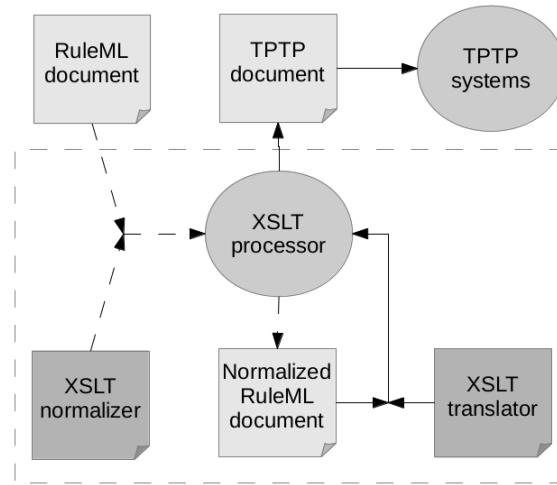 RuleML
document
TPTP
document
TPTP
systems
XSLT
processor
XSLT
normalizer
Normalized
RuleML
document
XSLT
translator